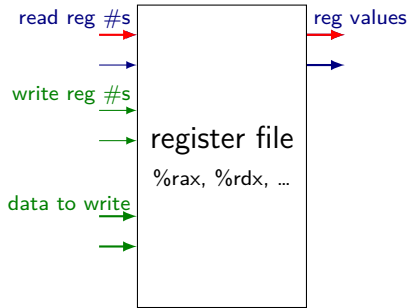 read reg #s
reg values
write reg #s
register file
%rax, %rdx, …
data to write